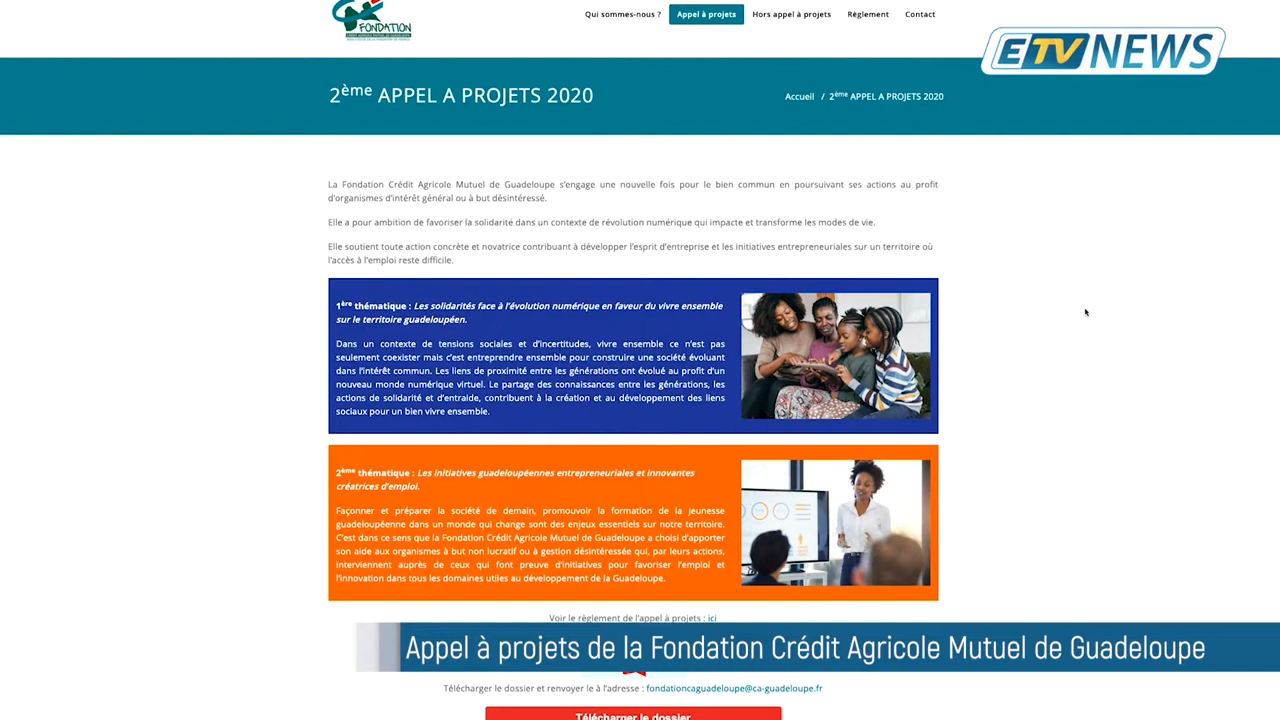 FONDATION
Qui sommes-nous ?
Appel à projets
Hors appel à projets
Règlement
Contact
ETV NEWS
2ème APPEL A PROJETS 2020
Accueil / 2ème APPEL A PROJETS 2020
La Fondation Crédit Agricole Mutuel de Guadeloupe s'engage une nouvelle fois pour le bien commun en poursuivant ses actions au profit
d'organismes d'intérêt général ou à but désintéressé.
Elle a pour ambition de favoriser la solidarité dans un contexte de révolution numérique qui impacte et transforme les modes de vie.
Elle soutient toute action concrète et novatrice contribuant à développer l'esprit d'entreprise et les initiatives entrepreneuriales sur un territoire où
l'accès à l'emploi reste difficile.
1ère thématique : Les solidarités face à l'évolution numérique en faveur du vivre ensemble
sur le territoire guadeloupéen.
Dans un contexte de tensions sociales et d'incertitudes, vivre ensemble ce n'est pas
seulement coexister mais c'est entreprendre ensemble pour construire une société évoluant
dans l'intérêt commun. Les liens de proximité entre les générations ont évolué au profit d'un
nouveau monde numérique virtuel. Le partage des connaissances entre les générations, les
actions de solidarité et d'entraide, contribuent à la création et au développement des liens
sociaux pour un bien vivre ensemble.
2ème thématique : Les initiatives guadeloupéennes entrepreneuriales et innovantes
créatrices d'emploi.
Façonner et préparer la société de demain, promouvoir la formation de la jeunesse
guadeloupéenne dans un monde qui change sont des enjeux essentiels sur notre territoire.
C'est dans ce sens que la Fondation Crédit Agricole Mutuel de Guadeloupe a choisi d'apporter
son aide aux organismes à but non lucratif ou à gestion désintéressée qui, par leurs actions,
interviennent auprès de ceux qui font preuve d'initiatives pour favoriser l'emploi et
l'innovation dans tous les domaines utiles au développement de la Guadeloupe.
Voir le règlement de l'appel à projets : ici
Appel à projets de la Fondation Crédit Agricole Mutuel de Guadeloupe
Télécharger le dossier et renvoyer le à l'adresse : fondationcaguadeloupe@ca-guadeloupe.fr
Télécharger le dossier